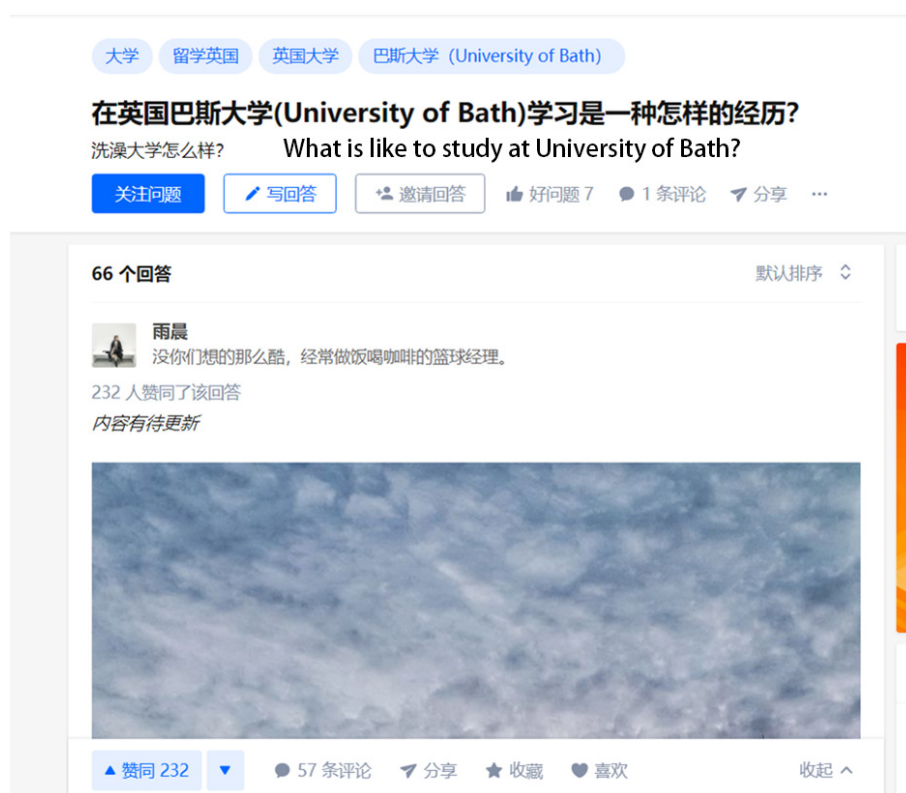 大学 留学英国 英国大学 巴斯大学（University of Bath）
在英国巴斯大学(University of Bath)学习是一种怎样的经历?
洗澡大学怎么样? What is like to study at University of Bath?
关注问题 写回答 邀请回答 好问题 7 1 条评论 分享 ···
66 个回答 默认排序
雨晨
没你们想的那么酷，经常做饭喝咖啡的篮球经理。
232 人赞同了该回答
内容有待更新
赞同 232 57 条评论 分享 收藏 喜欢 收起